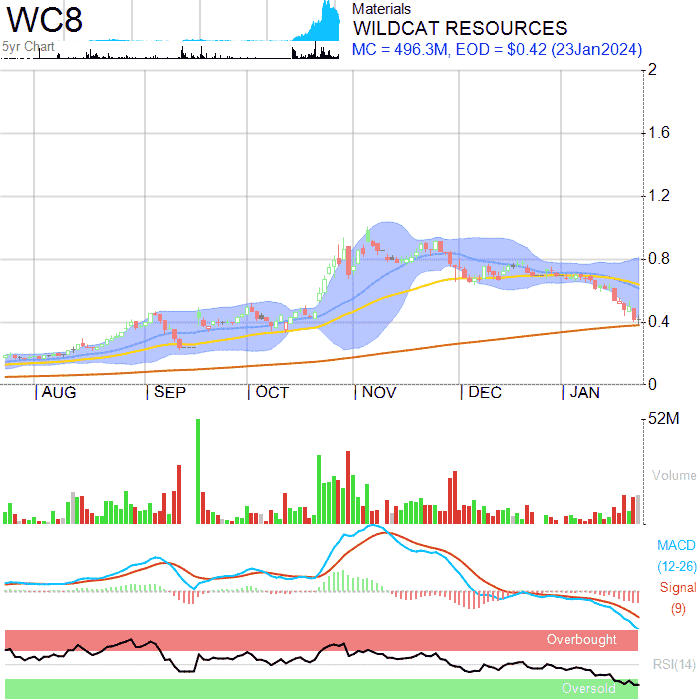 WC8
5yr Chart
Materials
WILDCAT RESOURCES
MC = 496.3M, EOD = $0.42 (23Jan2024)
2
1.6
1.2
0.8
0.4
0
AUG SEP OCT NOV DEC JAN
52M
Volume
MACD
(12-26)
Signal
(9)
Overbought
RSI(14)
Oversold